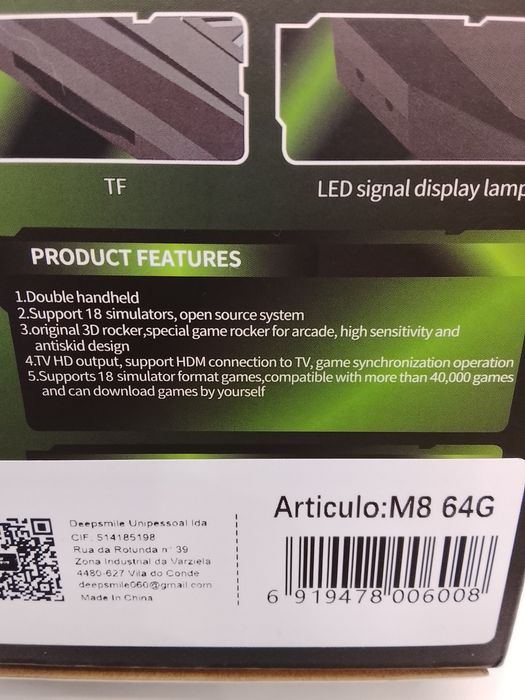 TF
LED signal display lamp
PRODUCT FEATURES
1.Double handheld
2.Support 18 simulators, open source system
3.original 3D rocker,special game rocker for arcade, high sensitivity and
antiskid design
4.TV HD output, support HDM connection to TV, game synchronization operation
5.Supports 18 simulator format games,compatible with more than 40,000 games
and can download games by yourself
Deepsmile Unipessoal lda
CIF: 514185198
Rua da Rotunda n° 39
Zona Industrial da Varziela
4480-627 Vila do Conde
deepsmile060@gmail.com
Made In China
Articulo:M8 64G
6 919478 006008